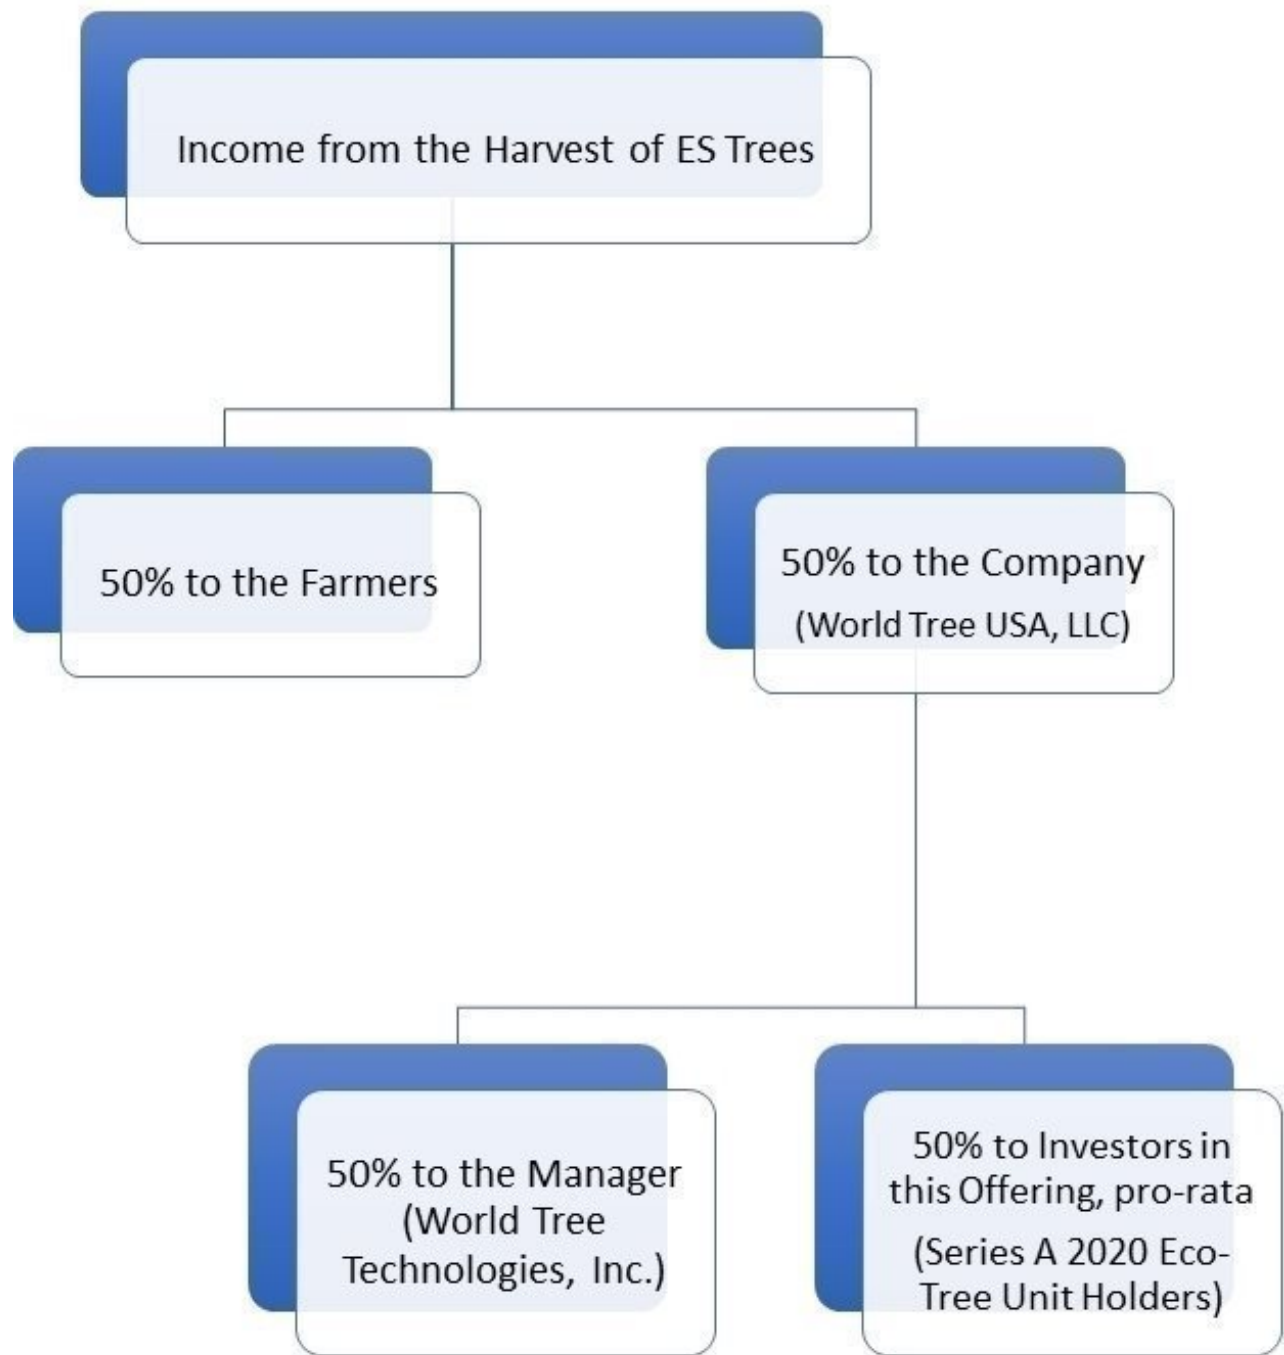 Income from the Harvest of ES Trees
50% to the Farmers
50% to the Company
(World Tree USA, LLC)
50% to the Manager
(World Tree
Technologies, Inc.)
50% to Investors in
this Offering, pro-rata
(Series A 2020 Eco-
Tree Unit Holders)